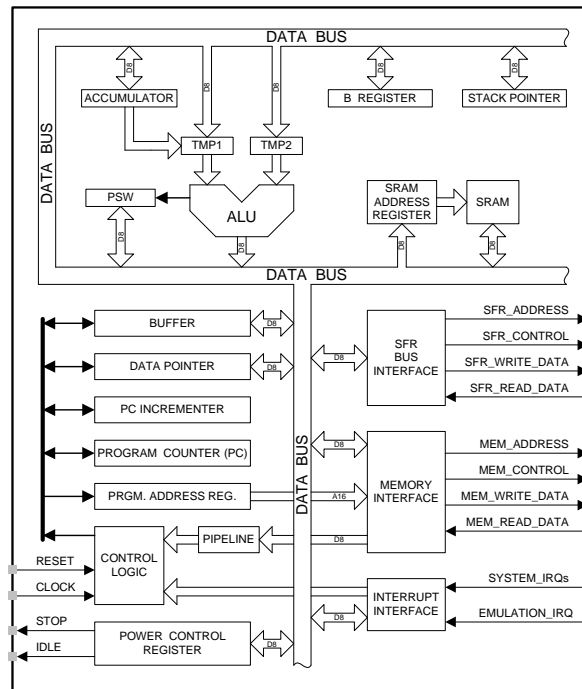 DATA BUS
D8
D8
D8
D8
D8
ACCUMULATOR
B REGISTER
STACK POINTER
DATA BUS
TMP1
TMP2
PSW
ALU
SRAM
ADDRESS
REGISTER
SRAM
D8
D8
D8
D8
DATA BUS
BUFFER
D8
DATA POINTER
D8
PC INCREMENTER
PROGRAM COUNTER (PC)
PRGM. ADDRESS REG.
A16
DATA BUS
D8
SFR
BUS
INTERFACE
SFR_ADDRESS
SFR_CONTROL
SFR_WRITE_DATA
SFR_READ_DATA
D8
MEMORY
INTERFACE
MEM_ADDRESS
MEM_CONTROL
MEM_WRITE_DATA
MEM_READ_DATA
CONTROL
LOGIC
PIPELINE
D8
RESET
CLOCK
STOP
IDLE
POWER CONTROL
REGISTER
D8
D8
INTERRUPT
INTERFACE
SYSTEM_IRQs
EMULATION_IRQ